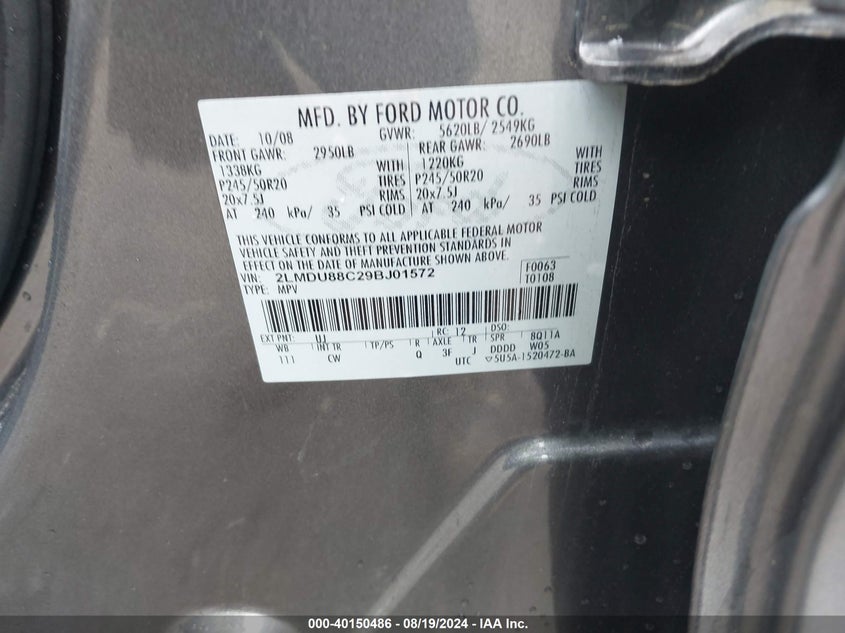 MFD. BY FORD MOTOR CO.
DATE: 10/08 GVWR: 5620LB/ 2549KG
FRONT GAWR: 2950LB REAR GAWR: 2690LB
1338KG WITH 1220KG WITH
P245/50R20 TIRES P245/50R20 TIRES
20x7.5J RIMS 20x7.5J RIMS
AT 240 kPa/ 35 PSI COLD AT 240 kPa/ 35 PSI COLD
THIS VEHICLE CONFORMS TO ALL APPLICABLE FEDERAL MOTOR
VEHICLE SAFETY AND THEFT PREVENTION STANDARDS IN
EFFECT ON THE DATE OF MANUFACTURE SHOWN ABOVE.
VIN: 2LMDU88C29BJ01572 F0063
TYPE: MPV T0108
EXT PNT: UJ RC: 12 DSO:
WB INT TR TP/PS R AXLE TR SPR 8Q11A
111 CW Q 3F J DDDD W05
UTC ▽5U5A-1520472-BA
000-40150486 - 08/19/2024 - IAA Inc.